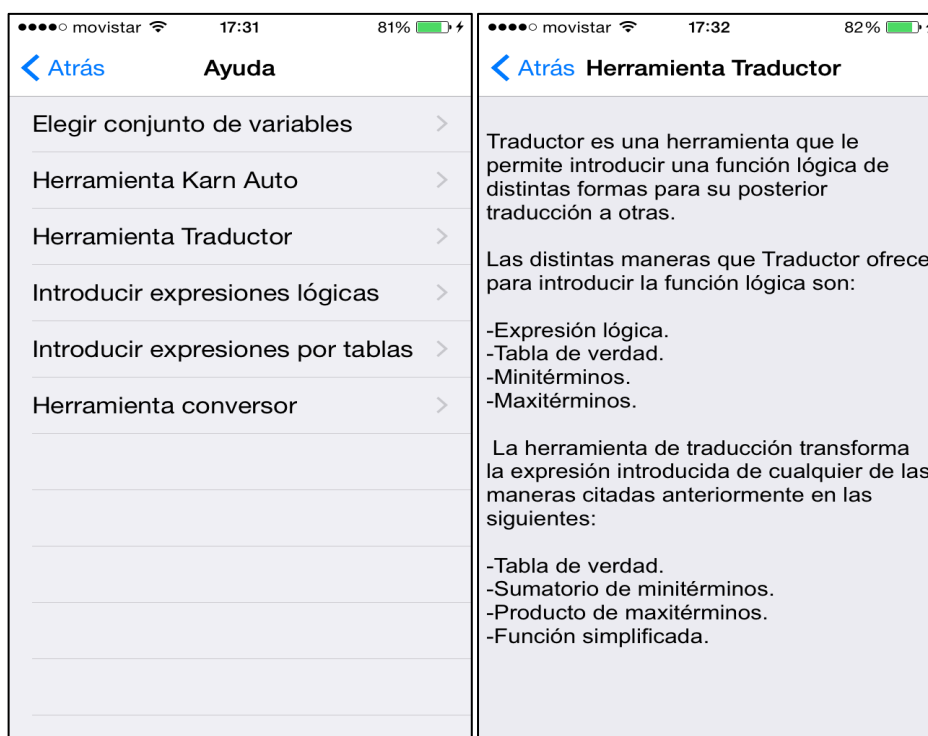 movistar 17:31 81%
Atrás Ayuda
Elegir conjunto de variables
Herramienta Karn Auto
Herramienta Traductor
Introducir expresiones lógicas
Introducir expresiones por tablas
Herramienta conversor
movistar 17:32 82%
Atrás Herramienta Traductor
Traductor es una herramienta que le
permite introducir una función lógica de
distintas formas para su posterior
traducción a otras.
Las distintas maneras que Traductor ofrece
para introducir la función lógica son:
-Expresión lógica.
-Tabla de verdad.
-Minitérminos.
-Maxitérminos.
La herramienta de traducción transforma
la expresión introducida de cualquier de las
maneras citadas anteriormente en las
siguientes:
-Tabla de verdad.
-Sumatorio de minitérminos.
-Producto de maxitérminos.
-Función simplificada.